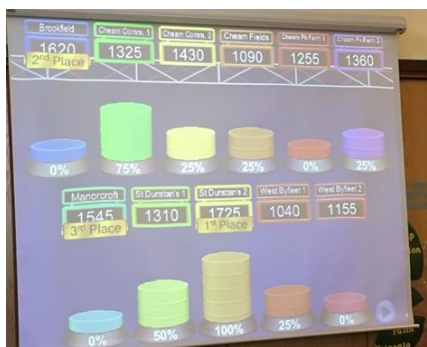 Brookfield Cheam Comm. 1 Cheam Comm. 2 Cheam Fields Cheam Pk Farm 1 Cheam Pk Farm 2
1620 1325 1430 1090 1255 1360
2nd Place
0% 75% 25% 25% 0% 25%
Manorcroft St Dunstan's 1 St Dunstan's 2 West Byfleet 1 West Byfleet 2
1545 1310 1725 1040 1155
3rd Place 1st Place
0% 50% 100% 25% 0%